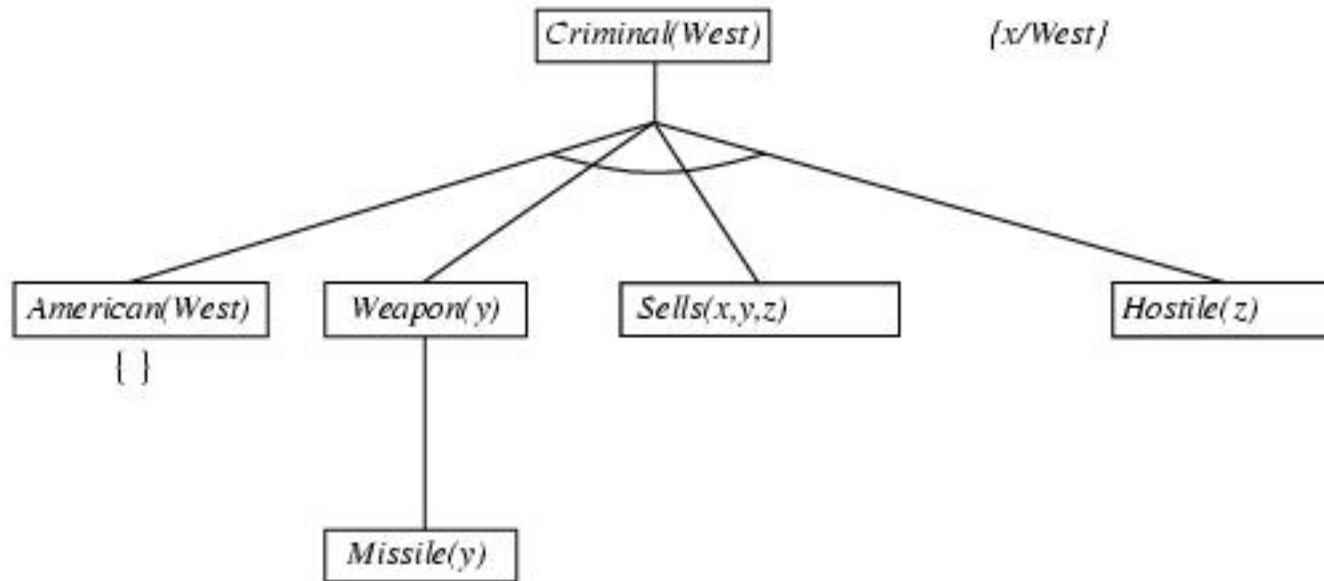 Criminal(West)
{x/West}
American(West)
Weapon(y)
Sells(x,y,z)
Hostile(z)
{ }
Missile(y)